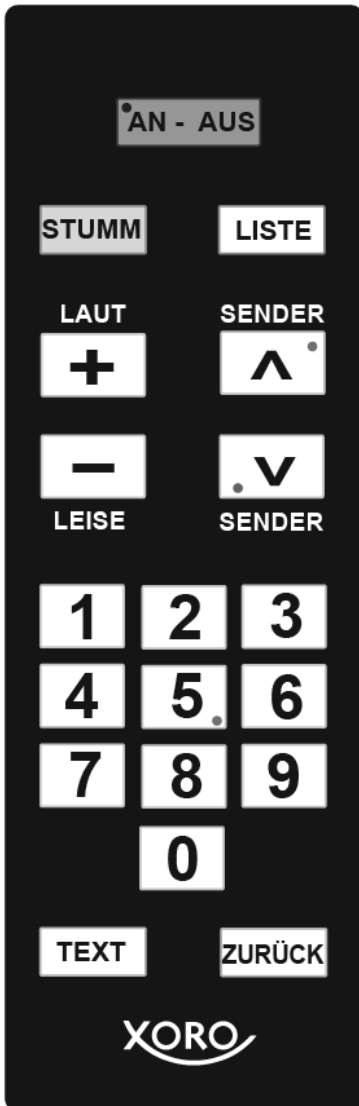 AN - AUS
STUMM LISTE
LAUT SENDER
+ ˄
− ˅
LEISE SENDER
1 2 3
4 5 6
7 8 9
0
TEXT ZURÜCK
XORO